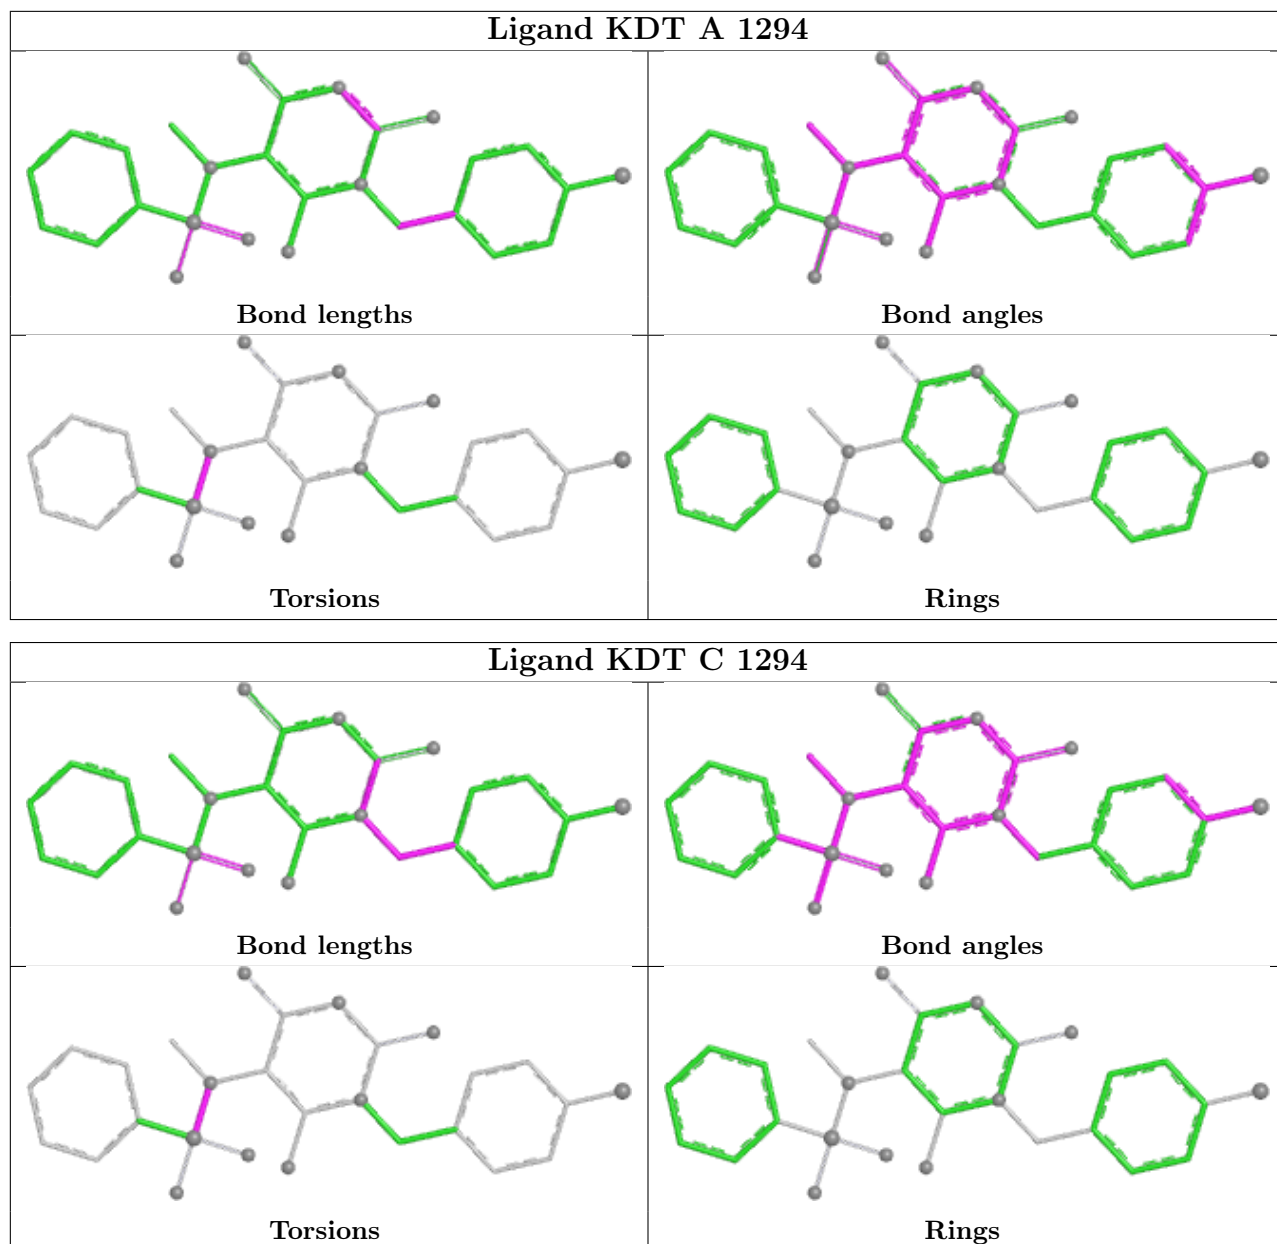 Ligand KDT A 1294
Bond lengths
Bond angles
Torsions
Rings
Ligand KDT C 1294
Bond lengths
Bond angles
Torsions
Rings